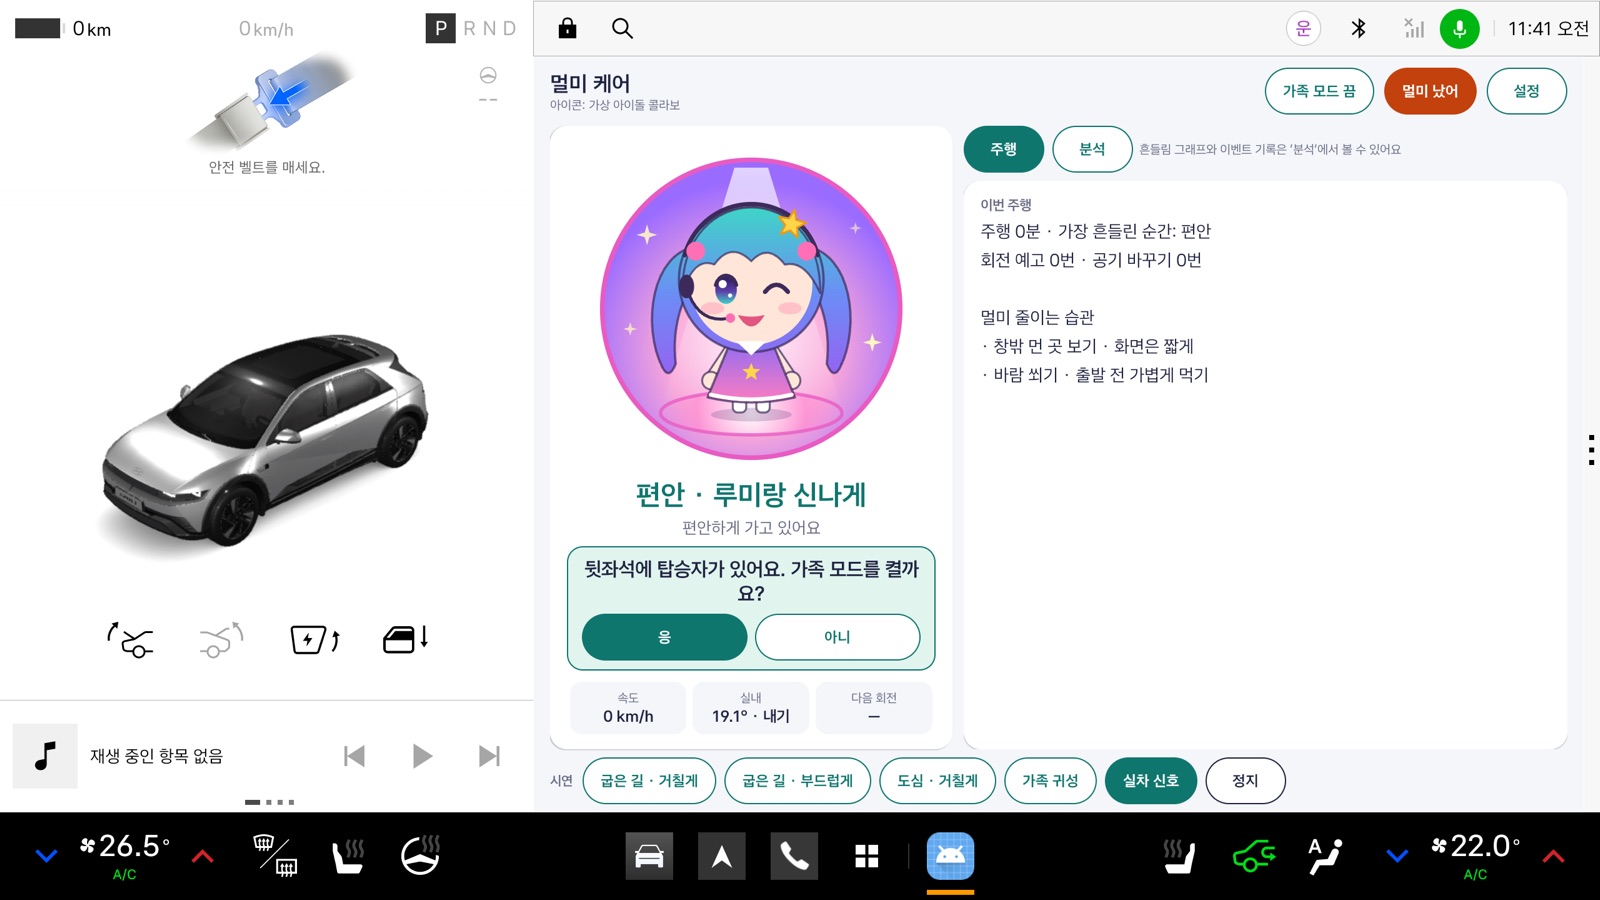 0 km
0 km/h
P R N D
--
안전 벨트를 매세요.
재생 중인 항목 없음
운
11:41 오전
멀미 케어
아이콘: 가상 아이돌 콜라보
가족 모드 끔
멀미 났어
설정
편안 · 루미랑 신나게
편안하게 가고 있어요
뒷좌석에 탑승자가 있어요. 가족 모드를 켤까
요?
응
아니
속도
0 km/h
실내
19.1° · 내기
다음 회전
—
주행
분석
흔들림 그래프와 이벤트 기록은 '분석'에서 볼 수 있어요
이번 주행
주행 0분 · 가장 흔들린 순간: 편안
회전 예고 0번 · 공기 바꾸기 0번
멀미 줄이는 습관
· 창밖 먼 곳 보기 · 화면은 짧게
· 바람 쐬기 · 출발 전 가볍게 먹기
시연
굽은 길 · 거칠게
굽은 길 · 부드럽게
도심 · 거칠게
가족 귀성
실차 신호
정지
26.5°
A/C
A
22.0°
A/C